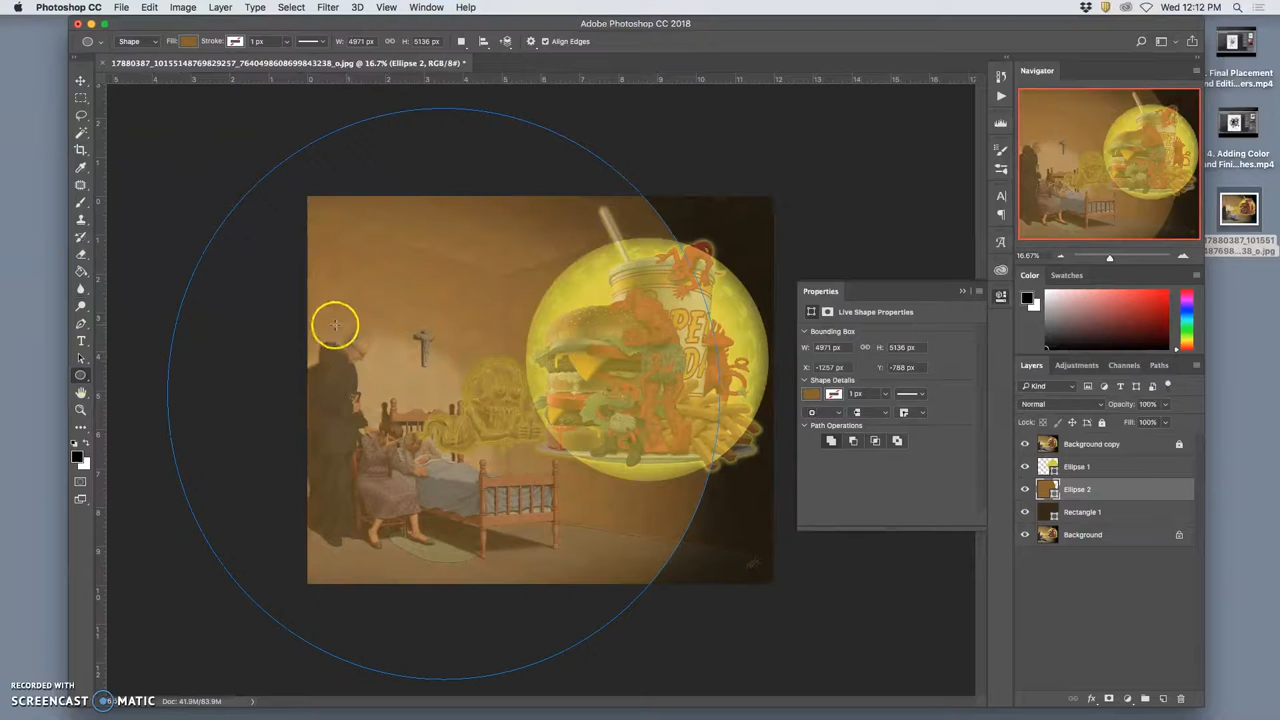 Photoshop CC File Edit Image Layer Type Select Filter 3D View Window Help Wed 12:12 PM
Adobe Photoshop CC 2018
Shape Fill: Stroke: 1 px W: 4971 px H: 5136 px Align Edges
17880387_10155148769829257_7640498608699843238_o.jpg @ 16.7% (Ellipse 2, RGB/8#) *
Navigator
16.67%
Color Swatches
Properties
Live Shape Properties
Bounding Box
W: 4971 px H: 5136 px
X: -1257 px Y: -788 px
Shape Details
1 px
Path Operations
Layers Adjustments Channels Paths
Kind
Normal Opacity: 100%
Lock: Fill: 100%
Background copy
Ellipse 1
Ellipse 2
Rectangle 1
Background
. Final Placement
and Editi...ers.mp4
4. Adding Color
and Fini...hes.mp4
17880387_101551
487698...38_o.jpg
RECORDED WITH
SCREENCAST MATIC
Doc: 41.9M/83.9M